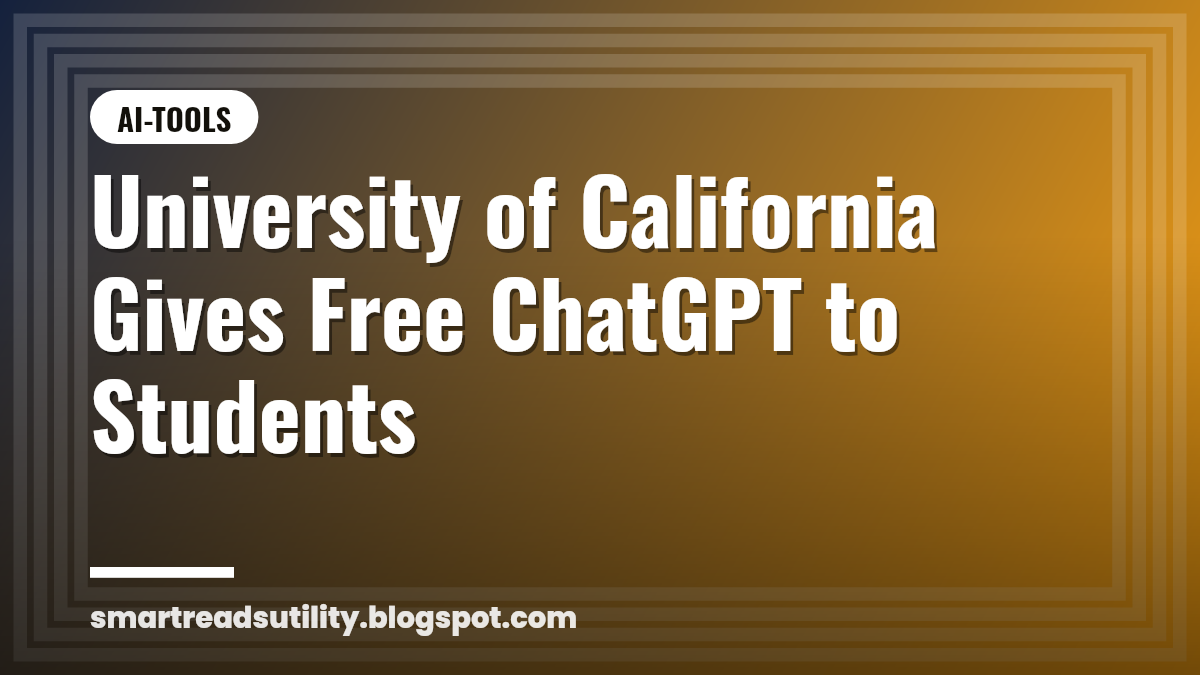 AI-TOOLS
University of California
Gives Free ChatGPT to
Students
smartreadsutility.blogspot.com